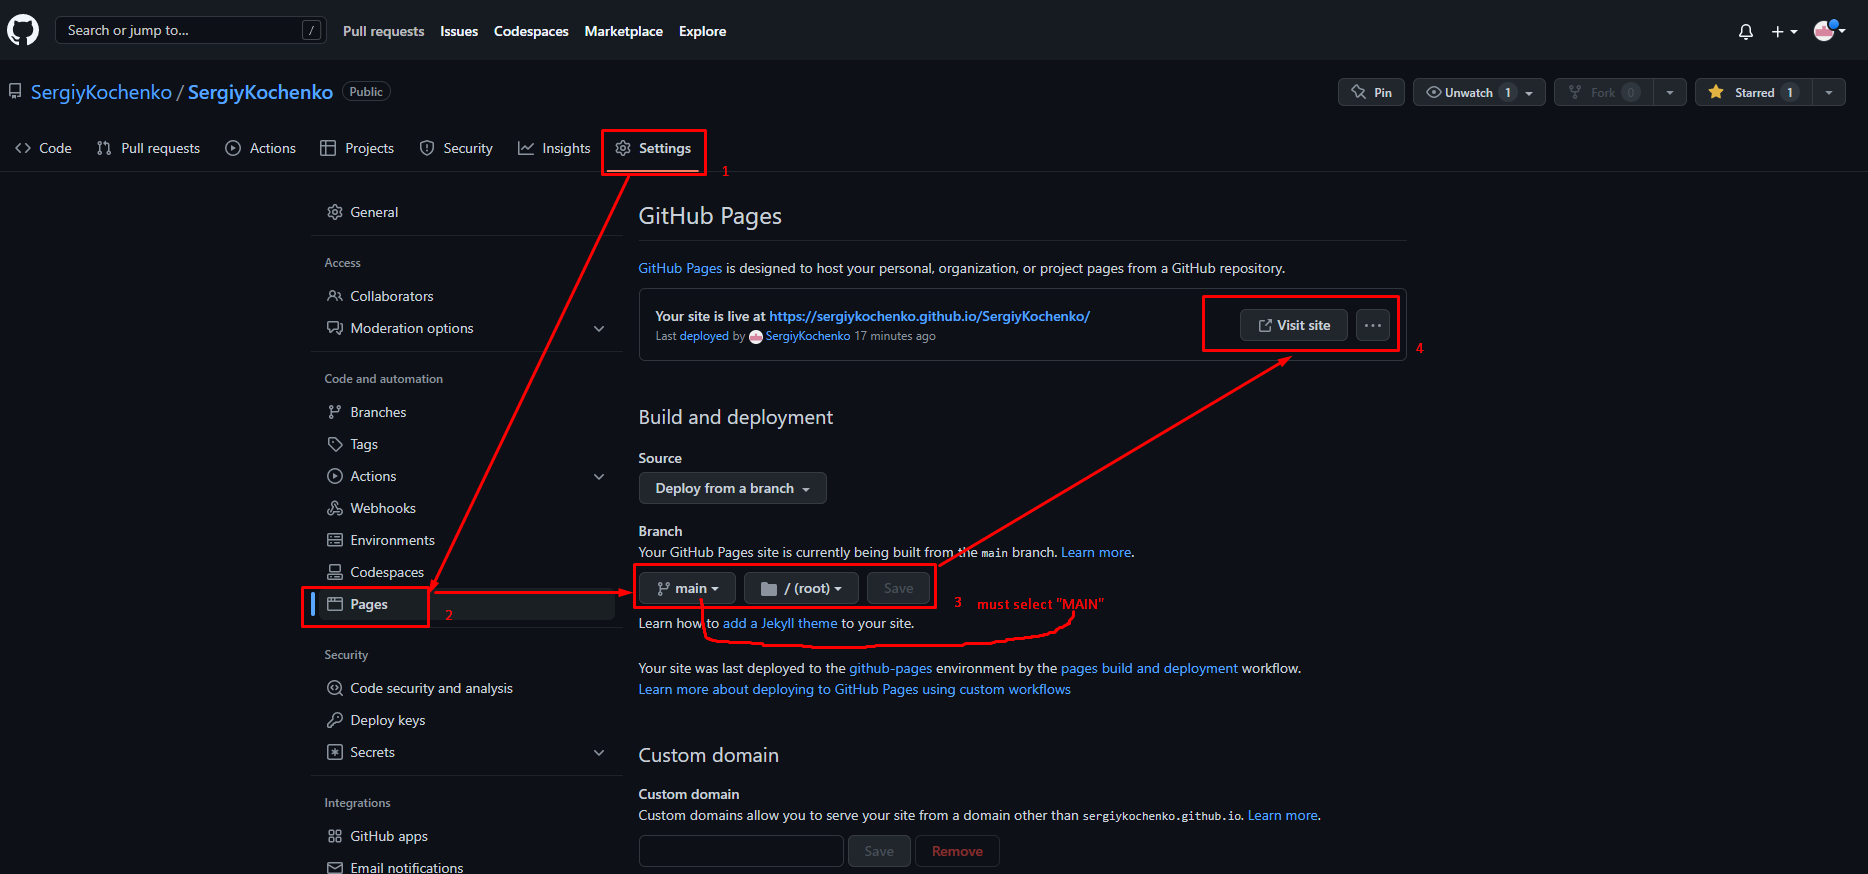 Search or jump to... /
Pull requests Issues Codespaces Marketplace Explore
SergiyKochenko / SergiyKochenko Public
Pin Unwatch 1 Fork 0 Starred 1
Code Pull requests Actions Projects Security Insights Settings
1
General
Access
Collaborators
Moderation options
Code and automation
Branches
Tags
Actions
Webhooks
Environments
Codespaces
Pages
2
Security
Code security and analysis
Deploy keys
Secrets
Integrations
GitHub apps
Email notifications
GitHub Pages
GitHub Pages is designed to host your personal, organization, or project pages from a GitHub repository.
Your site is live at https://sergiykochenko.github.io/SergiyKochenko/
Last deployed by SergiyKochenko 17 minutes ago
Visit site ...
4
Build and deployment
Source
Deploy from a branch
Branch
Your GitHub Pages site is currently being built from the main branch. Learn more.
main / (root) Save
3 must select "MAIN"
Learn how to add a Jekyll theme to your site.
Your site was last deployed to the github-pages environment by the pages build and deployment workflow.
Learn more about deploying to GitHub Pages using custom workflows
Custom domain
Custom domain
Custom domains allow you to serve your site from a domain other than sergiykochenko.github.io. Learn more.
Save Remove